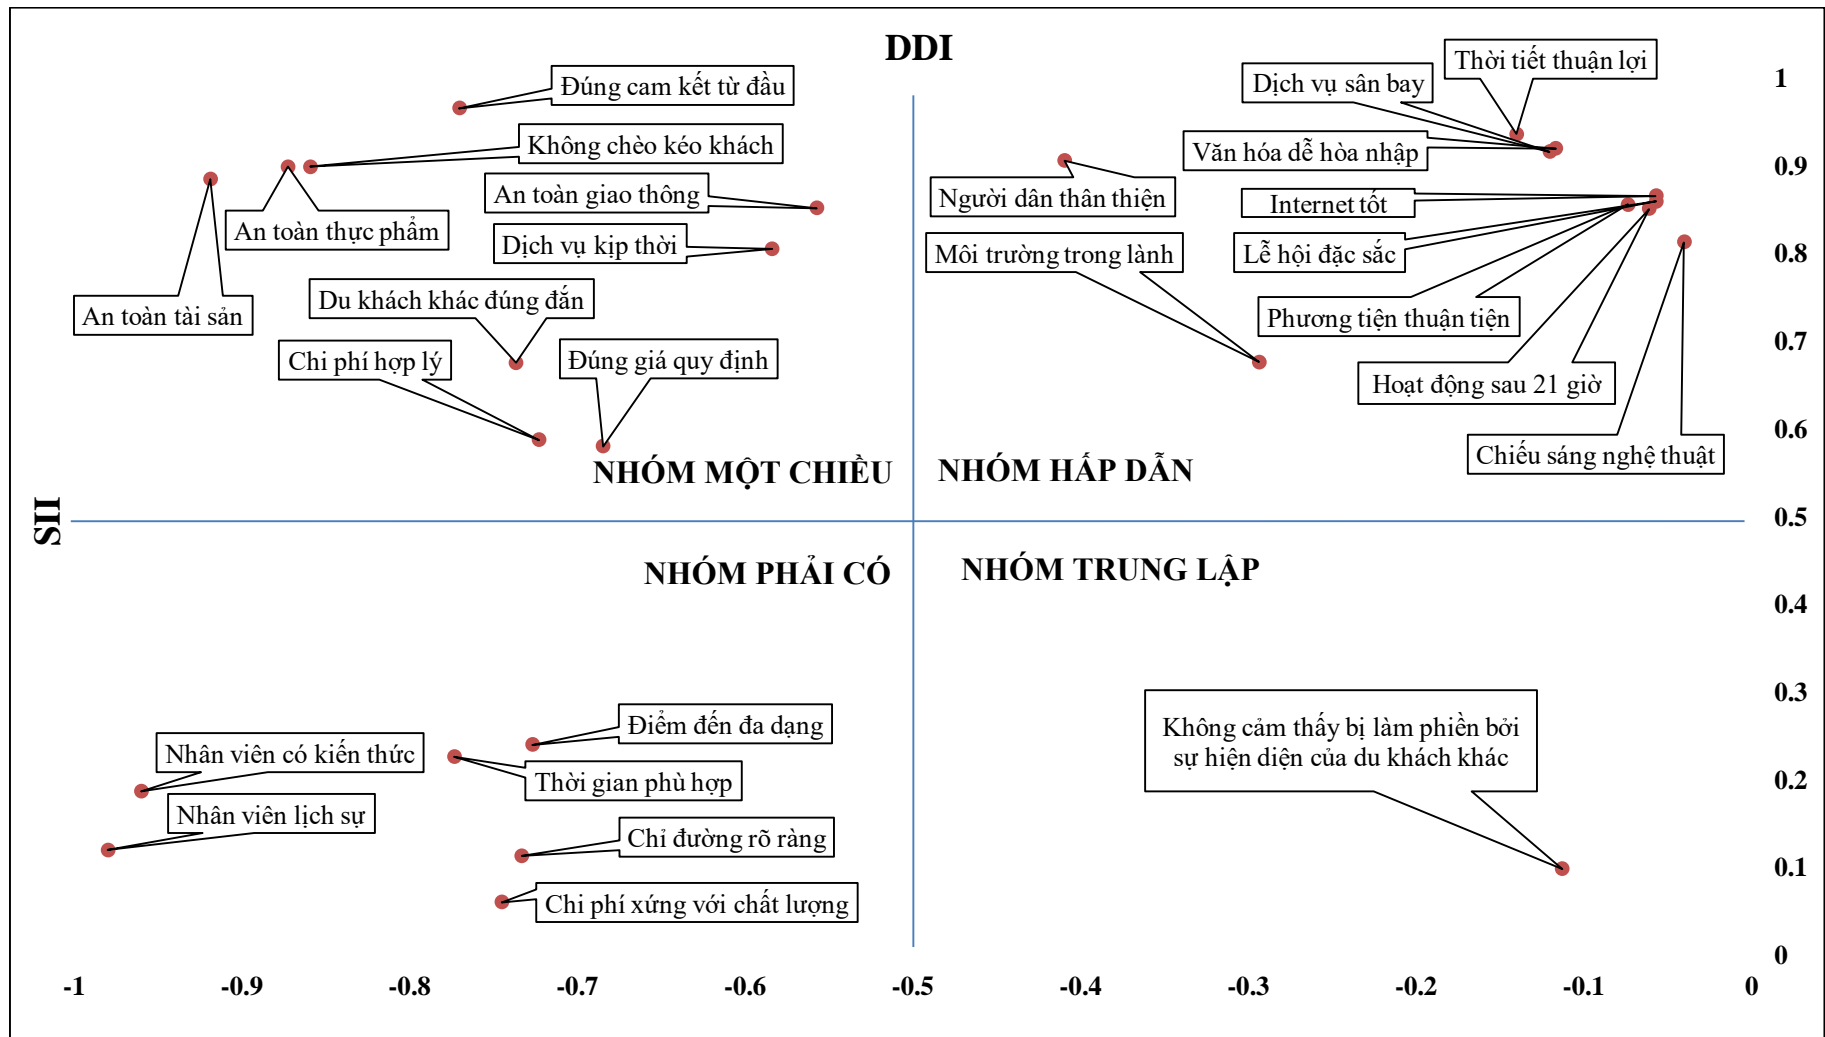 DDI
Thời tiết thuận lợi
Dịch vụ sân bay
Đúng cam kết từ đầu
1
Không chèo kéo khách
Văn hóa dễ hòa nhập
0.9
An toàn giao thông
Người dân thân thiện
Internet tốt
An toàn thực phẩm
Dịch vụ kịp thời
Môi trường trong lành
Lễ hội đặc sắc
0.8
Du khách khác đúng đắn
An toàn tài sản
Phương tiện thuận tiện
0.7
Chi phí hợp lý
Đúng giá quy định
Hoạt động sau 21 giờ
0.6
Chiếu sáng nghệ thuật
NHÓM MỘT CHIỀU
NHÓM HẤP DẪN
SII
0.5
NHÓM PHẢI CÓ
NHÓM TRUNG LẬP
0.4
0.3
Điểm đến đa dạng
Không cảm thấy bị làm phiền bởi
sự hiện diện của du khách khác
Nhân viên có kiến thức
Thời gian phù hợp
0.2
Nhân viên lịch sự
Chỉ đường rõ ràng
0.1
Chi phí xứng với chất lượng
0
-1
-0.9
-0.8
-0.7
-0.6
-0.5
-0.4
-0.3
-0.2
-0.1
0